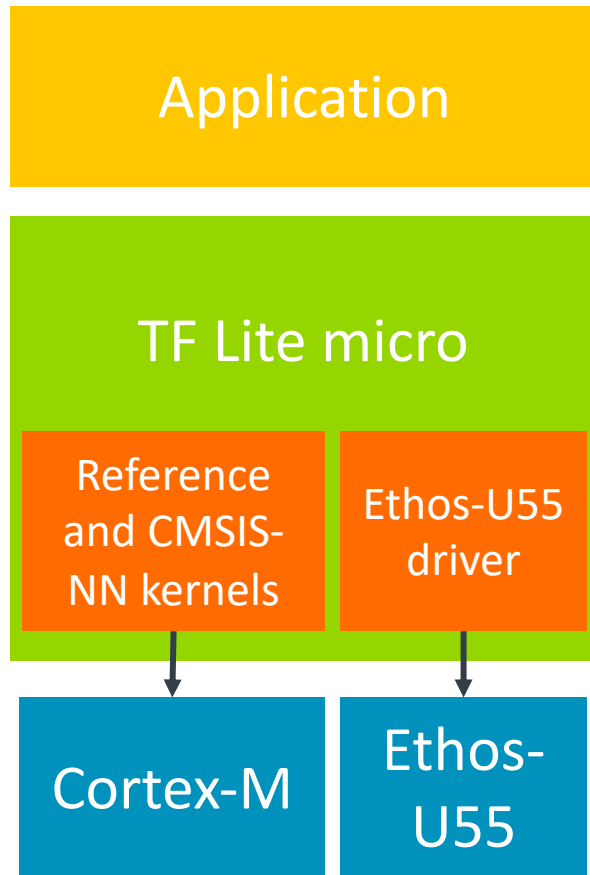 Application
TF Lite micro
Reference
and CMSIS-
NN kernels
Ethos-U55
driver
Cortex-M
Ethos-
U55